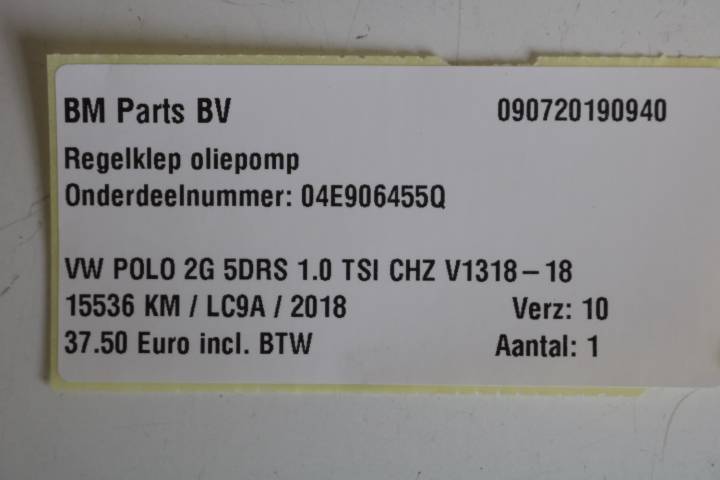 BM Parts BV 090720190940
Regelklep oliepomp
Onderdeelnummer: 04E906455Q
VW POLO 2G 5DRS 1.0 TSI CHZ V1318-18
15536 KM / LC9A / 2018 Verz: 10
37.50 Euro incl. BTW Aantal: 1